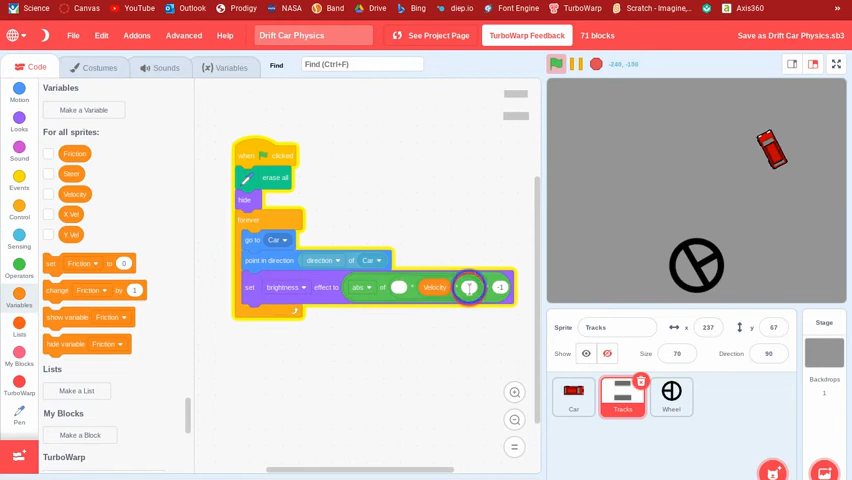 Science Canvas YouTube Outlook Prodigy NASA Band Drive Bing diep.io Font Engine TurboWarp Scratch - Imagine,... Axis360
File Edit Addons Advanced Help Drift Car Physics See Project Page TurboWarp Feedback 71 blocks Save as Drift Car Physics.sb3
Code Costumes Sounds Variables Find Find (Ctrl+F)
Motion
Looks
Sound
Events
Control
Sensing
Operators
Variables
Lists
My Blocks
TurboWarp
Pen
Variables
Make a Variable
For all sprites:
Friction
Steer
Velocity
X Vel
Y Vel
set Friction to 0
change Friction by 1
show variable Friction
hide variable Friction
Lists
Make a List
My Blocks
Make a Block
TurboWarp
when clicked
erase all
hide
forever
go to Car
point in direction direction of Car
set brightness effect to abs of * Velocity * * -1
Sprite Tracks x 237 y 67
Show Size 70 Direction 90
Car
Tracks
Wheel
Stage
Backdrops
1